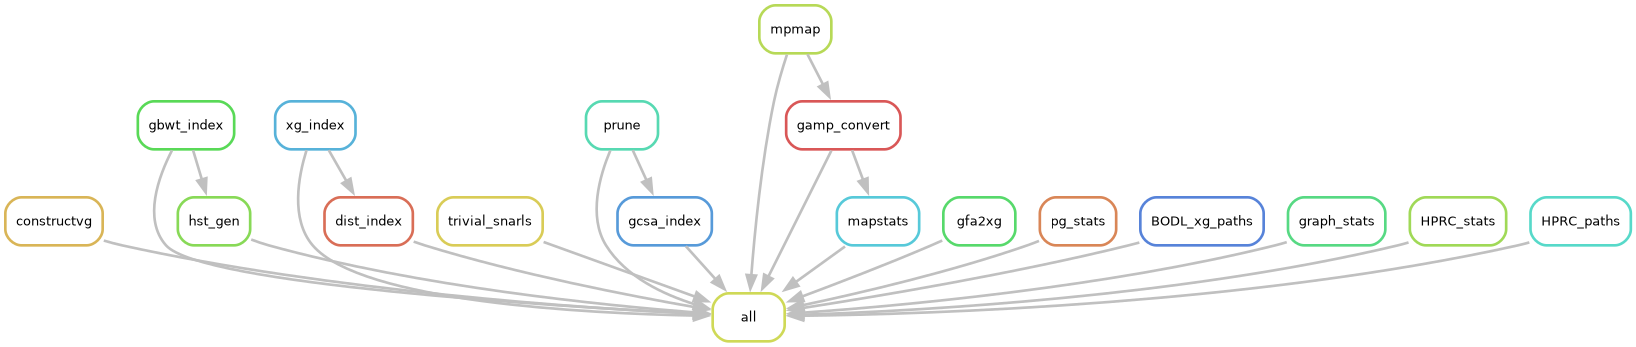 mpmap
gbwt_index
xg_index
prune
gamp_convert
constructvg
hst_gen
dist_index
trivial_snarls
gcsa_index
mapstats
gfa2xg
pg_stats
BODL_xg_paths
graph_stats
HPRC_stats
HPRC_paths
all